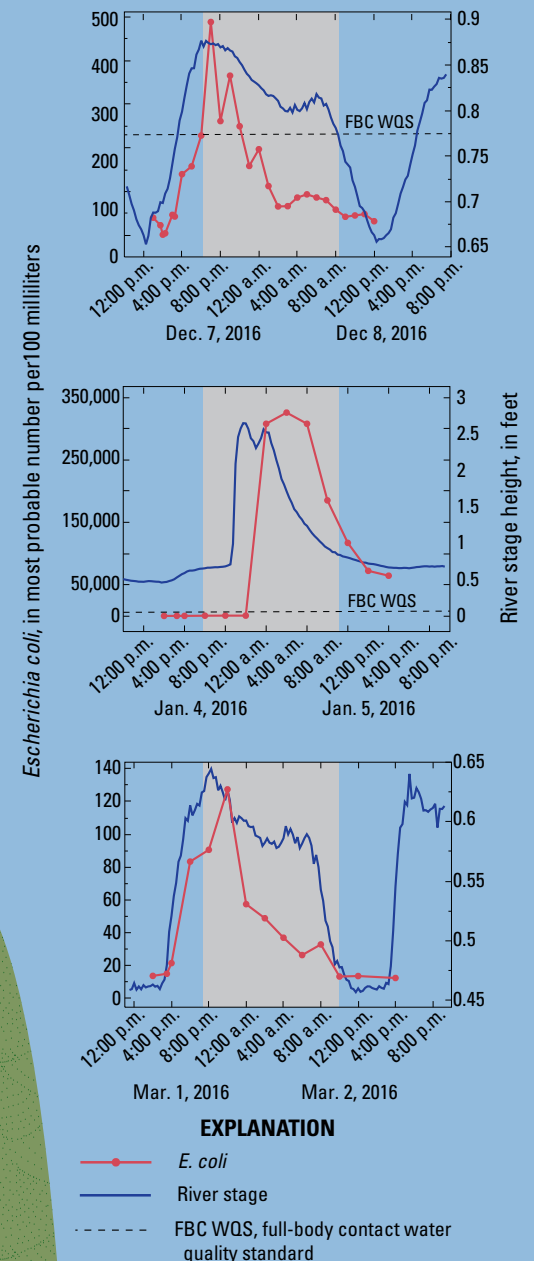 Escherichia coli, in most probable number per100 milliliters
River stage height, in feet
500
400
300
200
100
0
0.9
0.85
0.8
0.75
0.7
0.65
FBC WQS
12:00 p.m. 4:00 p.m. 8:00 p.m. 12:00 a.m. 4:00 a.m. 8:00 a.m. 12:00 p.m. 4:00 p.m. 8:00 p.m.
Dec. 7, 2016 Dec 8, 2016
350,000
250,000
150,000
50,000
0
3
2.5
2
1
0.5
0
FBC WQS
12:00 p.m. 4:00 p.m. 8:00 p.m. 12:00 a.m. 4:00 a.m. 8:00 a.m. 12:00 p.m. 4:00 p.m. 8:00 p.m.
Jan. 4, 2016 Jan. 5, 2016
140
120
100
80
60
40
20
0
0.65
0.6
0.55
0.5
0.45
12:00 p.m. 4:00 p.m. 8:00 p.m. 12:00 a.m. 4:00 a.m. 8:00 a.m. 12:00 p.m. 4:00 p.m. 8:00 p.m.
Mar. 1, 2016 Mar. 2, 2016
EXPLANATION
E. coli
River stage
FBC WQS, full-body contact water
quality standard